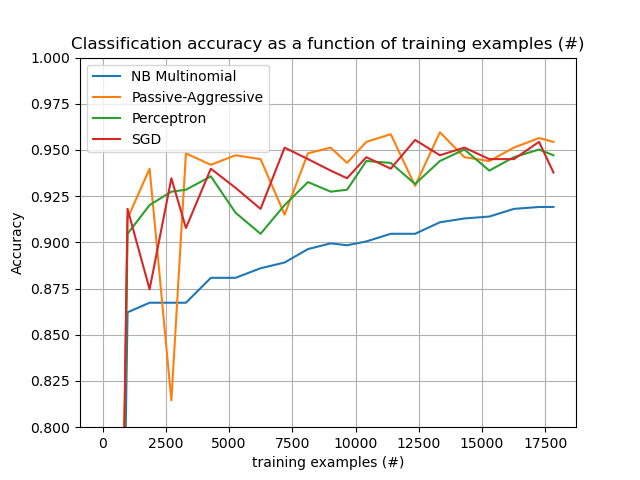 Classification accuracy as a function of training examples (#)
NB Multinomial
Passive-Aggressive
Perceptron
SGD
Accuracy
1.000
0.975
0.950
0.925
0.900
0.875
0.850
0.825
0.800
0 2500 5000 7500 10000 12500 15000 17500
training examples (#)